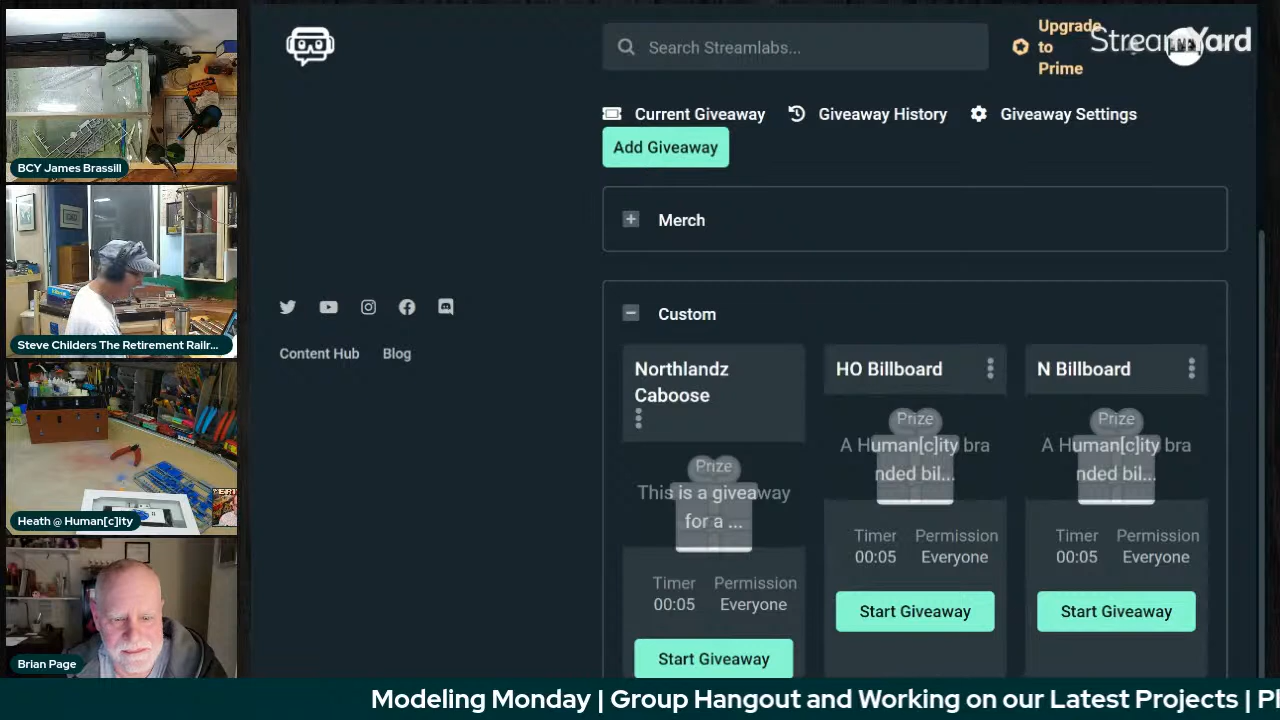 BCY James Brassill
Steve Childers The Retirement Railr...
Heath @ Human[c]ity
Brian Page
Search Streamlabs...
Upgrade
to
Prime
StreamYard
Current Giveaway
Giveaway History
Giveaway Settings
Add Giveaway
Merch
Custom
Content Hub
Blog
Northlandz
Caboose
Prize
This is a giveaway
for a ...
Timer
Permission
00:05
Everyone
Start Giveaway
HO Billboard
Prize
A Human[c]ity bra
nded bil...
Timer
Permission
00:05
Everyone
Start Giveaway
N Billboard
Prize
A Human[c]ity bra
nded bil...
Timer
Permission
00:05
Everyone
Start Giveaway
Modeling Monday | Group Hangout and Working on our Latest Projects | Pl